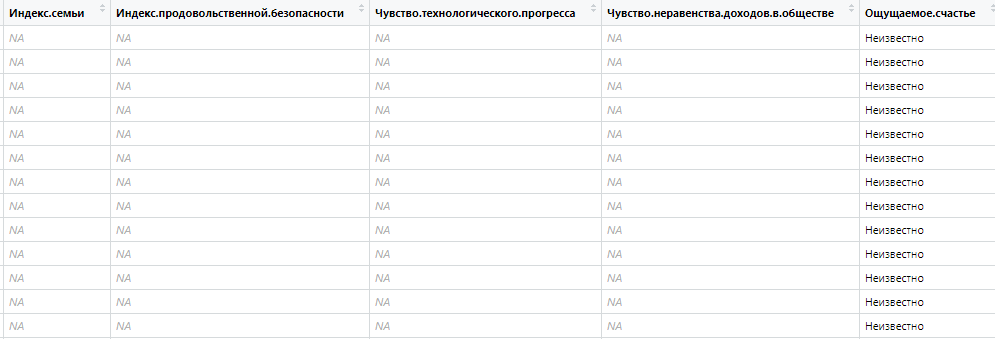 Индекс.семьи Индекс.продовольственной.безопасности Чувство.технологического.прогресса Чувство.неравенства.доходов.в.обществе Ощущаемое.счастье
NA NA NA NA Неизвестно
NA NA NA NA Неизвестно
NA NA NA NA Неизвестно
NA NA NA NA Неизвестно
NA NA NA NA Неизвестно
NA NA NA NA Неизвестно
NA NA NA NA Неизвестно
NA NA NA NA Неизвестно
NA NA NA NA Неизвестно
NA NA NA NA Неизвестно
NA NA NA NA Неизвестно
NA NA NA NA Неизвестно
NA NA NA NA Неизвестно